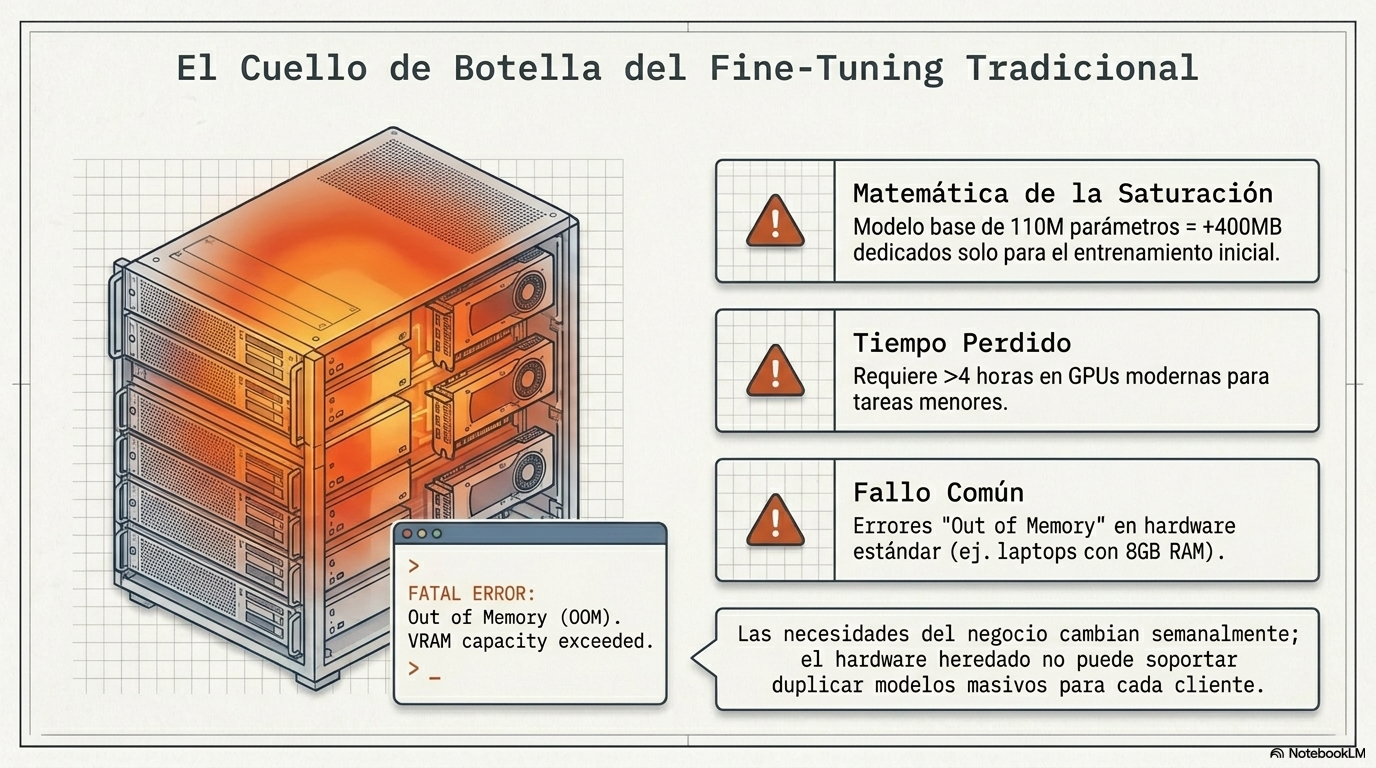 El Cuello de Botella del Fine-Tuning Tradicional
Matemática de la Saturación
Modelo base de 110M parámetros = +400MB
dedicados solo para el entrenamiento inicial.
Tiempo Perdido
Requiere >4 horas en GPUs modernas para
tareas menores.
Fallo Común
Errores "Out of Memory" en hardware
estándar (ej. laptops con 8GB RAM).
>
FATAL ERROR:
Out of Memory (OOM).
VRAM capacity exceeded.
> _
Las necesidades del negocio cambian semanalmente;
el hardware heredado no puede soportar
duplicar modelos masivos para cada cliente.
NotebookLM